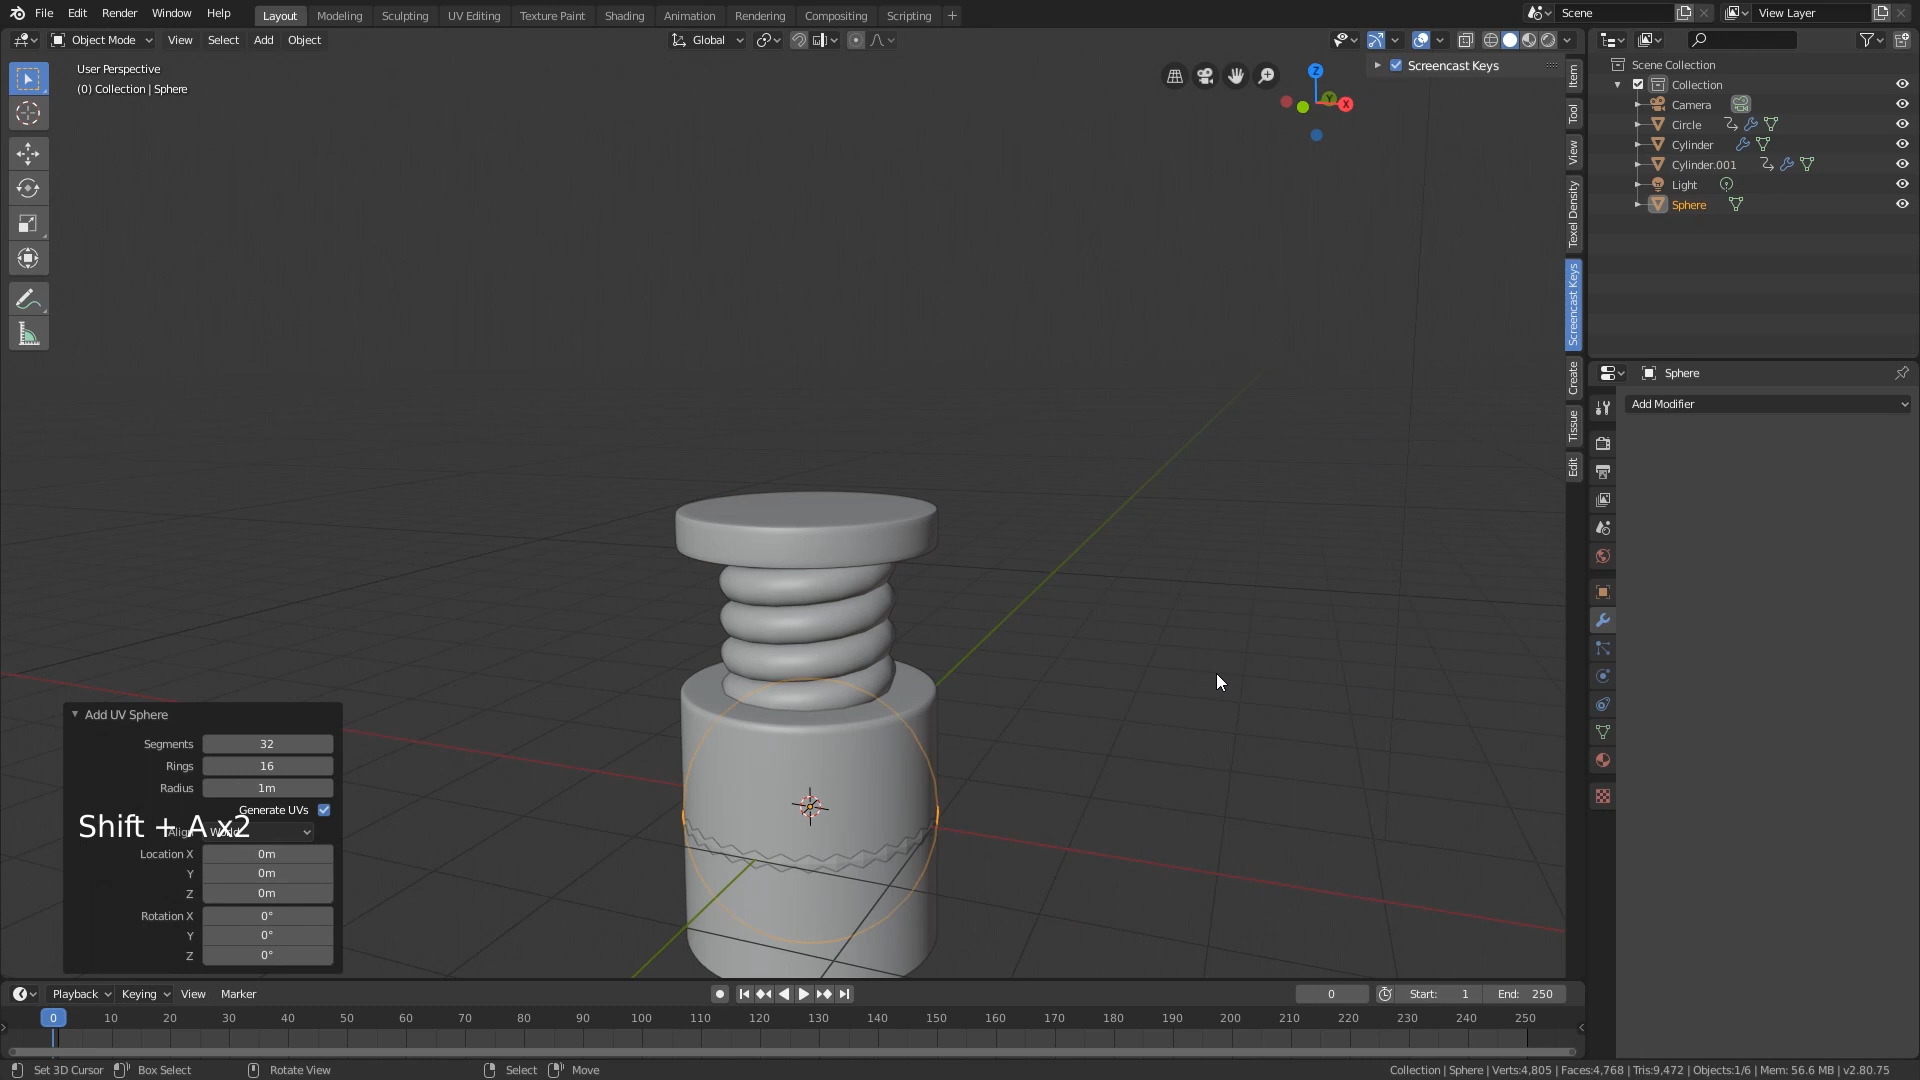 File Edit Render Window Help Layout Modeling Sculpting UV Editing Texture Paint Shading Animation Rendering Compositing Scripting + Scene View Layer
Object Mode View Select Add Object Global
User Perspective
(0) Collection | Sphere
Screencast Keys
Z
Y
X
Item
Tool
View
Texel Density
Screencast Keys
Create
Tissue
Edit
Scene Collection
Collection
Camera
Circle
Cylinder
Cylinder.001
Light
Sphere
Sphere
Add Modifier
Add UV Sphere
Segments 32
Rings 16
Radius 1m
Generate UVs
Align World
Shift + A x2
Location X 0m
Y 0m
Z 0m
Rotation X 0°
Y 0°
Z 0°
Playback Keying View Marker 0 Start: 1 End: 250
0 10 20 30 40 50 60 70 80 90 100 110 120 130 140 150 160 170 180 190 200 210 220 230 240 250
Set 3D Cursor Box Select Rotate View Select Move Collection | Sphere | Verts:4,805 | Faces:4,768 | Tris:9,472 | Objects:1/6 | Mem: 56.6 MB | v2.80.75